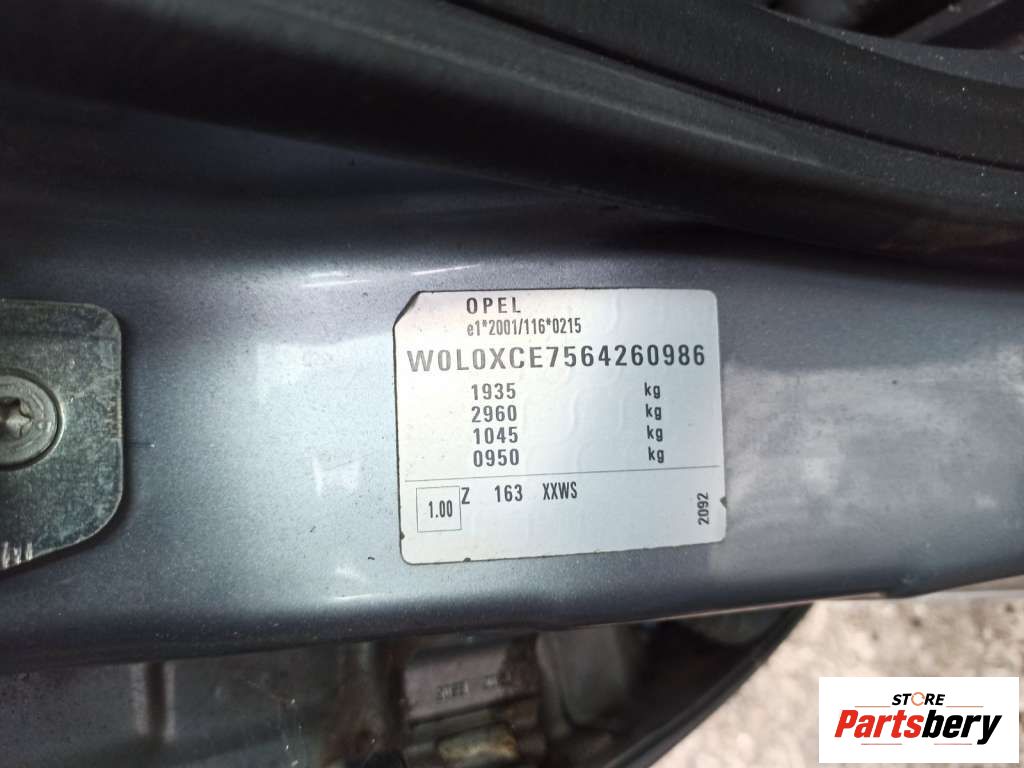 OPEL
e1*2001/116*0215
W0L0XCE7564260986
1935 kg
2960 kg
1045 kg
0950 kg
1.00 Z 163 XXWS
2092
STORE
Partsbery